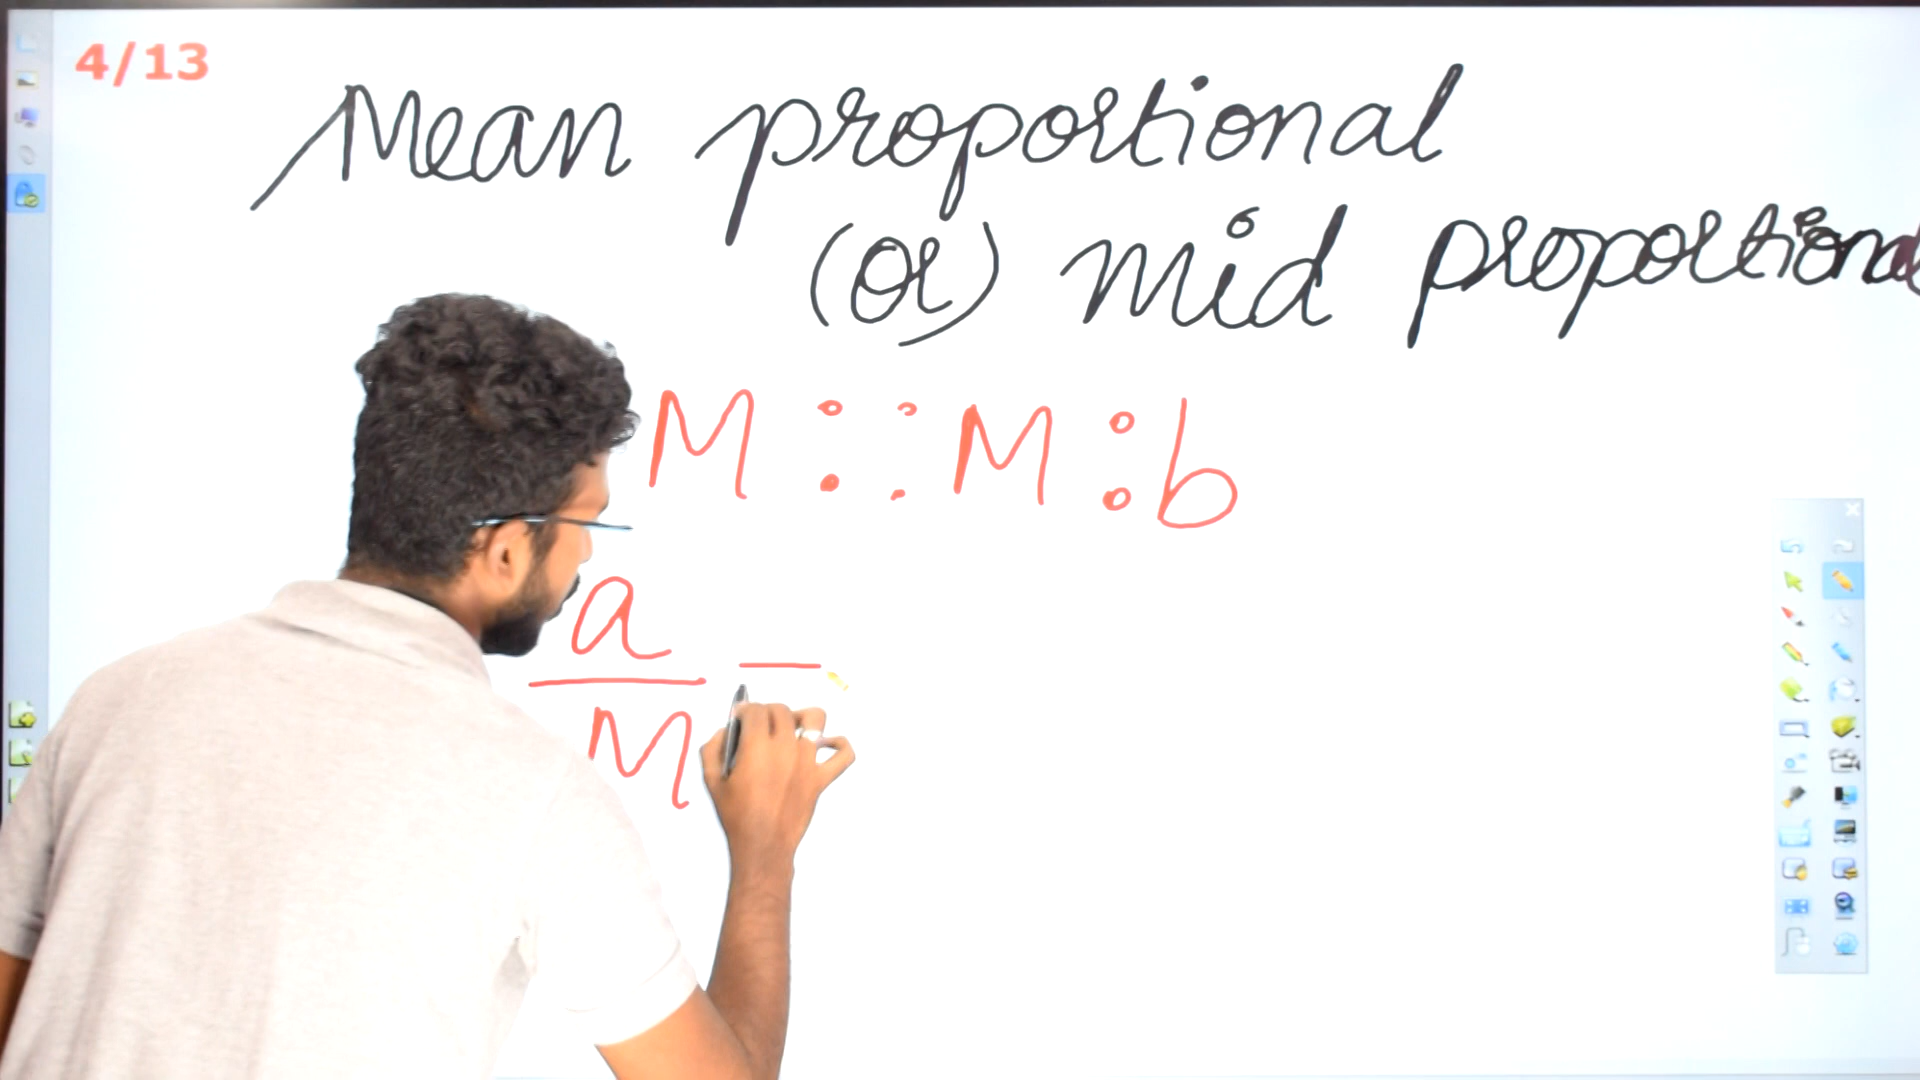 4/13
Mean proportional
(or) mid proportional
M :: M : b
a
M